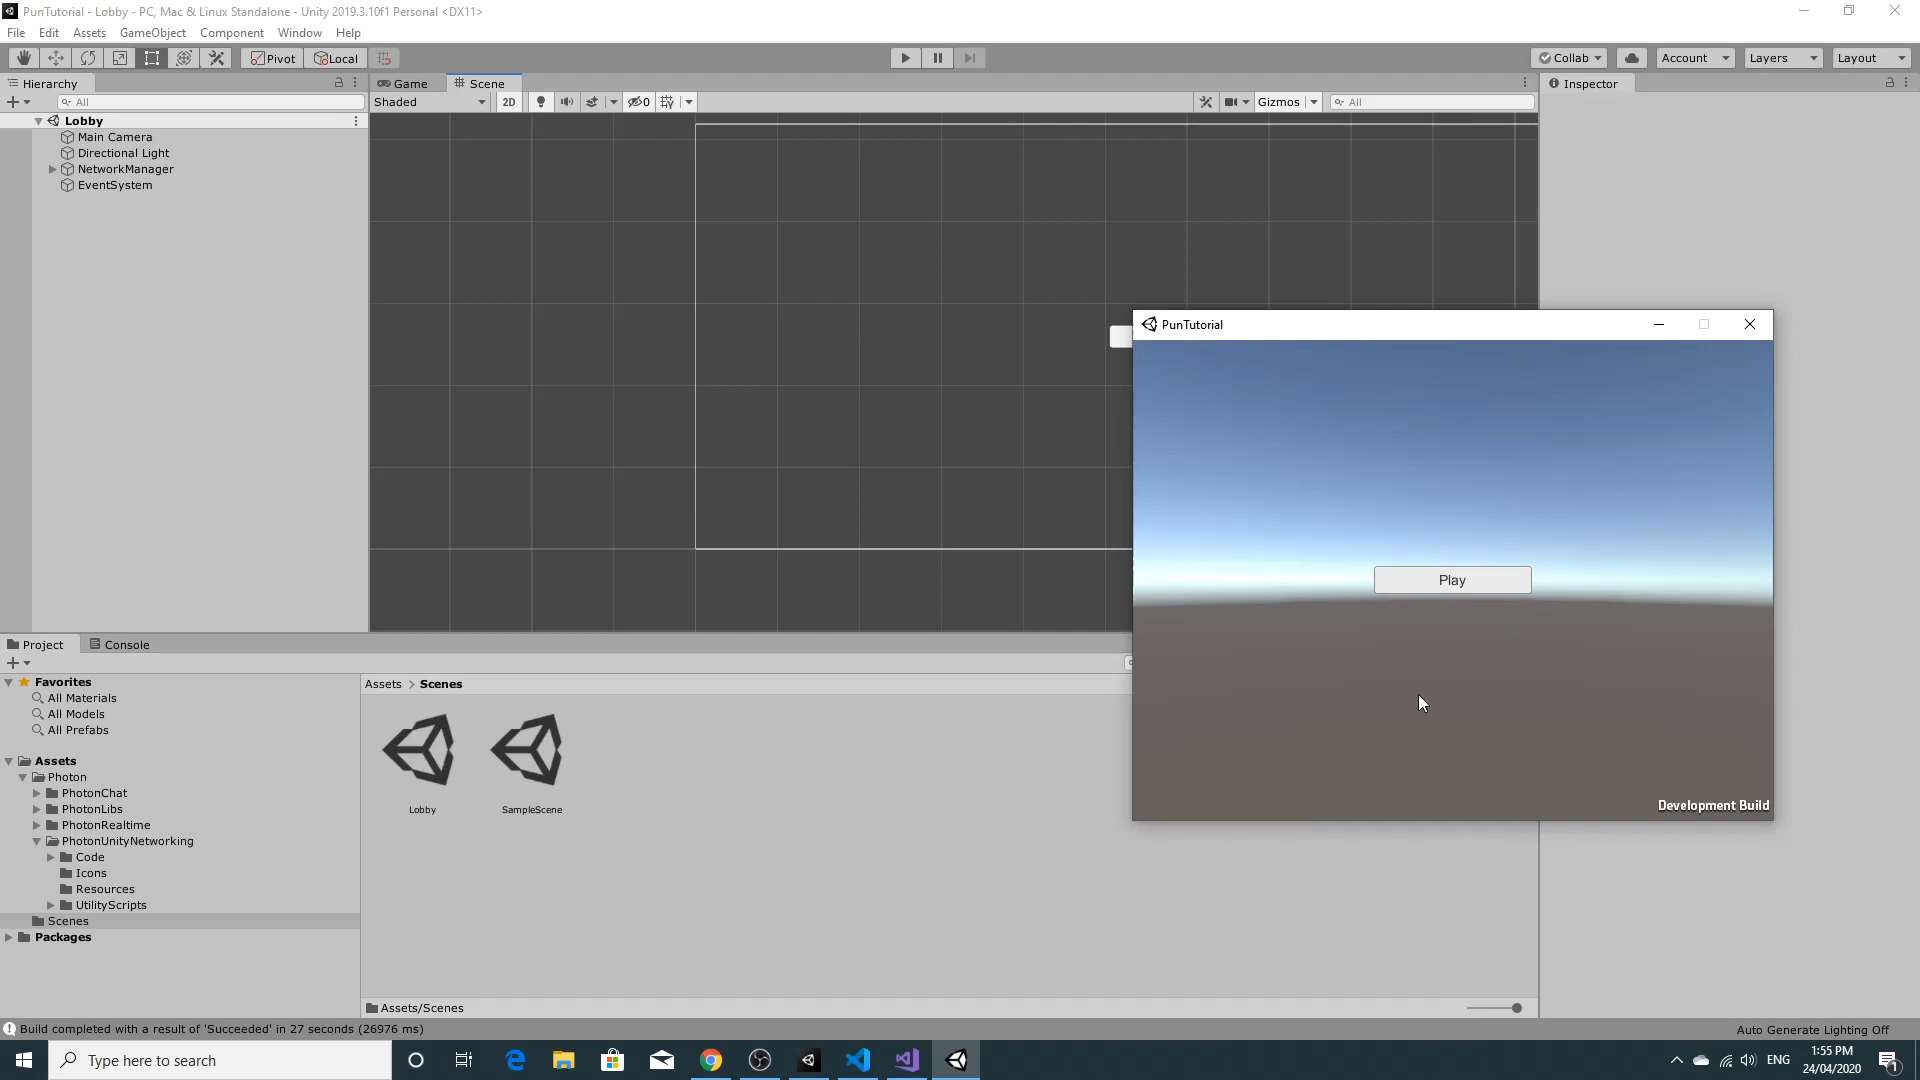 PunTutorial - Lobby - PC, Mac & Linux Standalone - Unity 2019.3.10f1 Personal <DX11>
File Edit Assets GameObject Component Window Help
Pivot Local Collab Account Layers Layout
Hierarchy Game Scene Inspector
All Shaded 2D 0 Gizmos All
Lobby
Main Camera
Directional Light
NetworkManager
EventSystem
PunTutorial
Play
Development Build
Project Console
Favorites
All Materials
All Models
All Prefabs
Assets
Photon
PhotonChat
PhotonLibs
PhotonRealtime
PhotonUnityNetworking
Code
Icons
Resources
UtilityScripts
Scenes
Packages
Assets > Scenes
Lobby SampleScene
Assets/Scenes
Build completed with a result of 'Succeeded' in 27 seconds (26976 ms)
Auto Generate Lighting Off
Type here to search
ENG
1:55 PM
24/04/2020
1